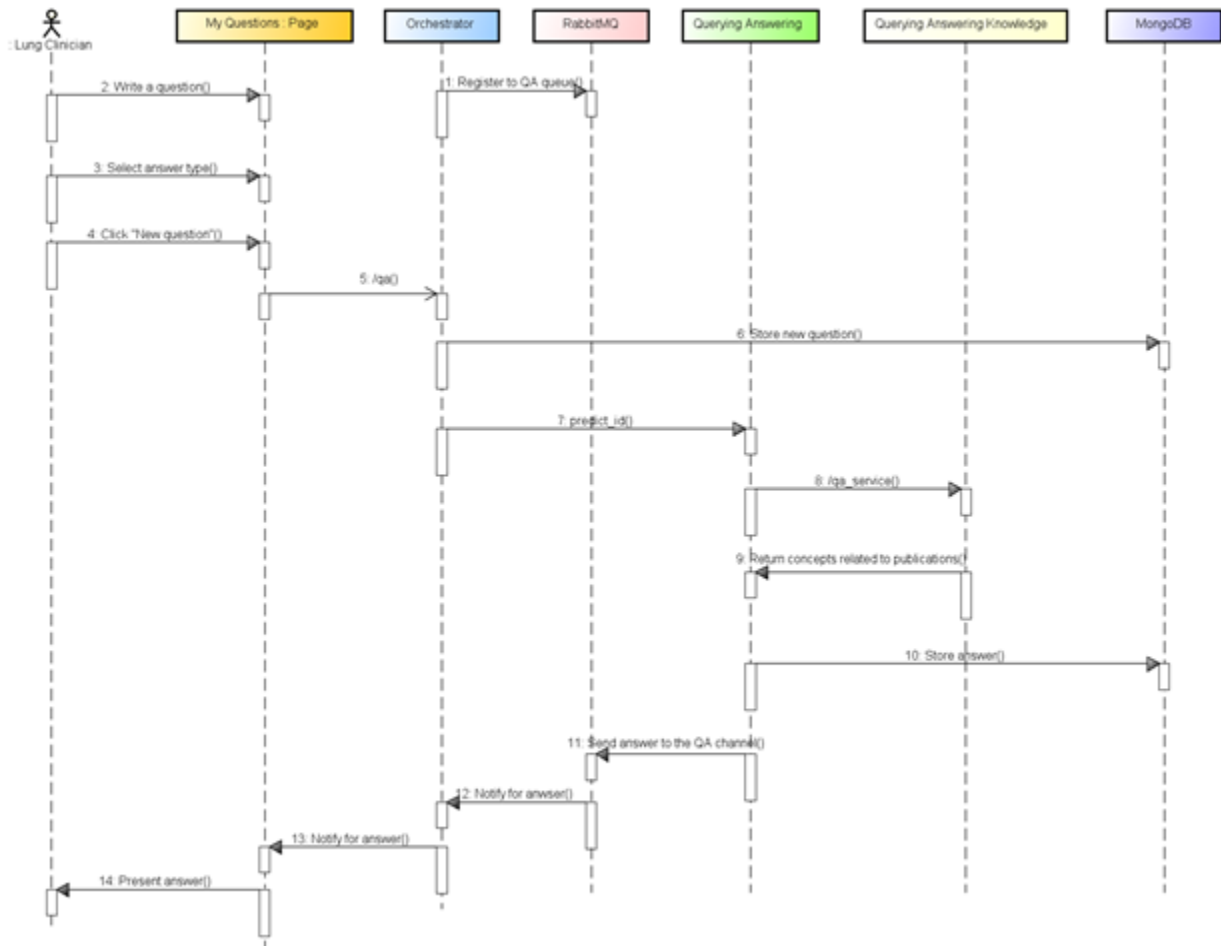 : Lung Clinician
My Questions : Page
Orchestrator
RabbitMQ
Querying Answering
Querying Answering Knowledge
MongoDB
1: Register to QA queue()
2: Write a question()
3: Select answer type()
4: Click "New question"()
5: /qa()
6: Store new question()
7: predict_id()
8: /qa_service()
9: Return concepts related to publications()
10: Store answer()
11: Send answer to the QA channel()
12: Notify for anwser()
13: Notify for answer()
14: Present answer()